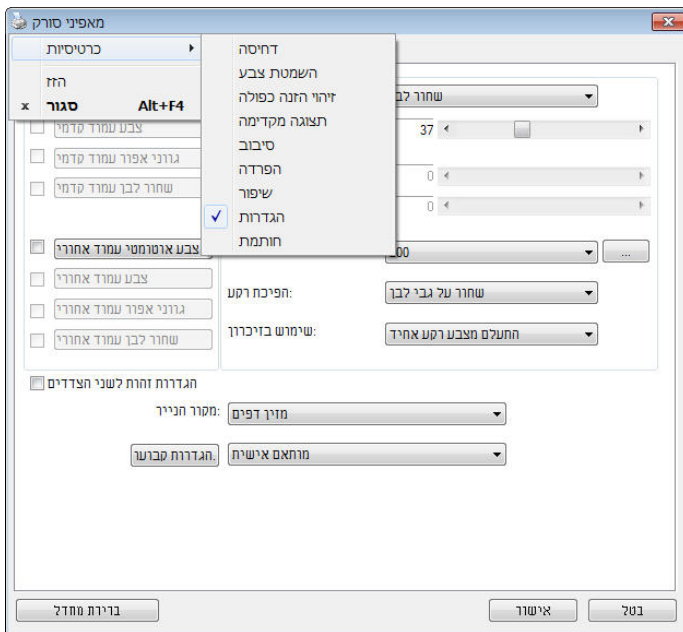 מאפיני סורק
כרטיסיות
הזז
סגור Alt+F4
x
דחיסה
השמטת צבע
זיהוי הזנה כפולה
תצוגה מקדימה
סיבוב
הפרדה
שיפור
הגדרות
חותמת
שחור לבן
37
0
0
צבע עמוד קדמי
גווני אפור עמוד קדמי
שחור לבן עמוד קדמי
צבע אוטומטי עמוד אחורי
צבע עמוד אחורי
גווני אפור עמוד אחורי
שחור לבן עמוד אחורי
...
הפיכת רקע:
שחור על גבי לבן
שימוש בזיכרון:
התעלם מצבע רקע אחיד
הגדרות זהות לשני הצדדים
מקור הנייר:
מזין דפים
הגדרות קבועו.
מותאם אישית
ברירת מחדל
אישור
בטל